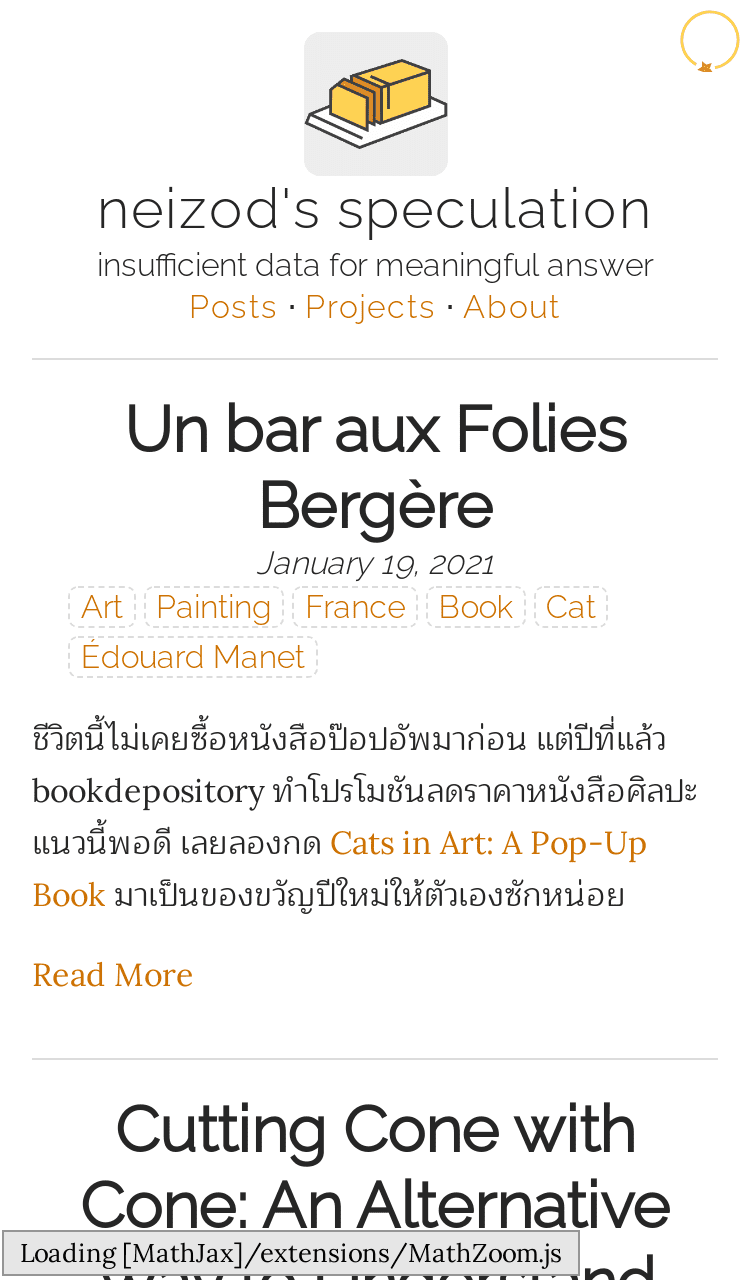 neizod's speculation
insufficient data for meaningful answer
Posts · Projects · About
Un bar aux Folies
Bergère
January 19, 2021
Art Painting France Book Cat
Édouard Manet
ชีวิตนี้ไม่เคยซื้อหนังสือป๊อปอัพมาก่อน แต่ปีที่แล้ว
bookdepository ทำโปรโมชันลดราคาหนังสือศิลปะ
แนวนี้พอดี เลยลองกด Cats in Art: A Pop-Up
Book มาเป็นของขวัญปีใหม่ให้ตัวเองซักหน่อย
Read More
Cutting Cone with
Cone: An Alternative
Way to Understand
Loading [MathJax]/extensions/MathZoom.js